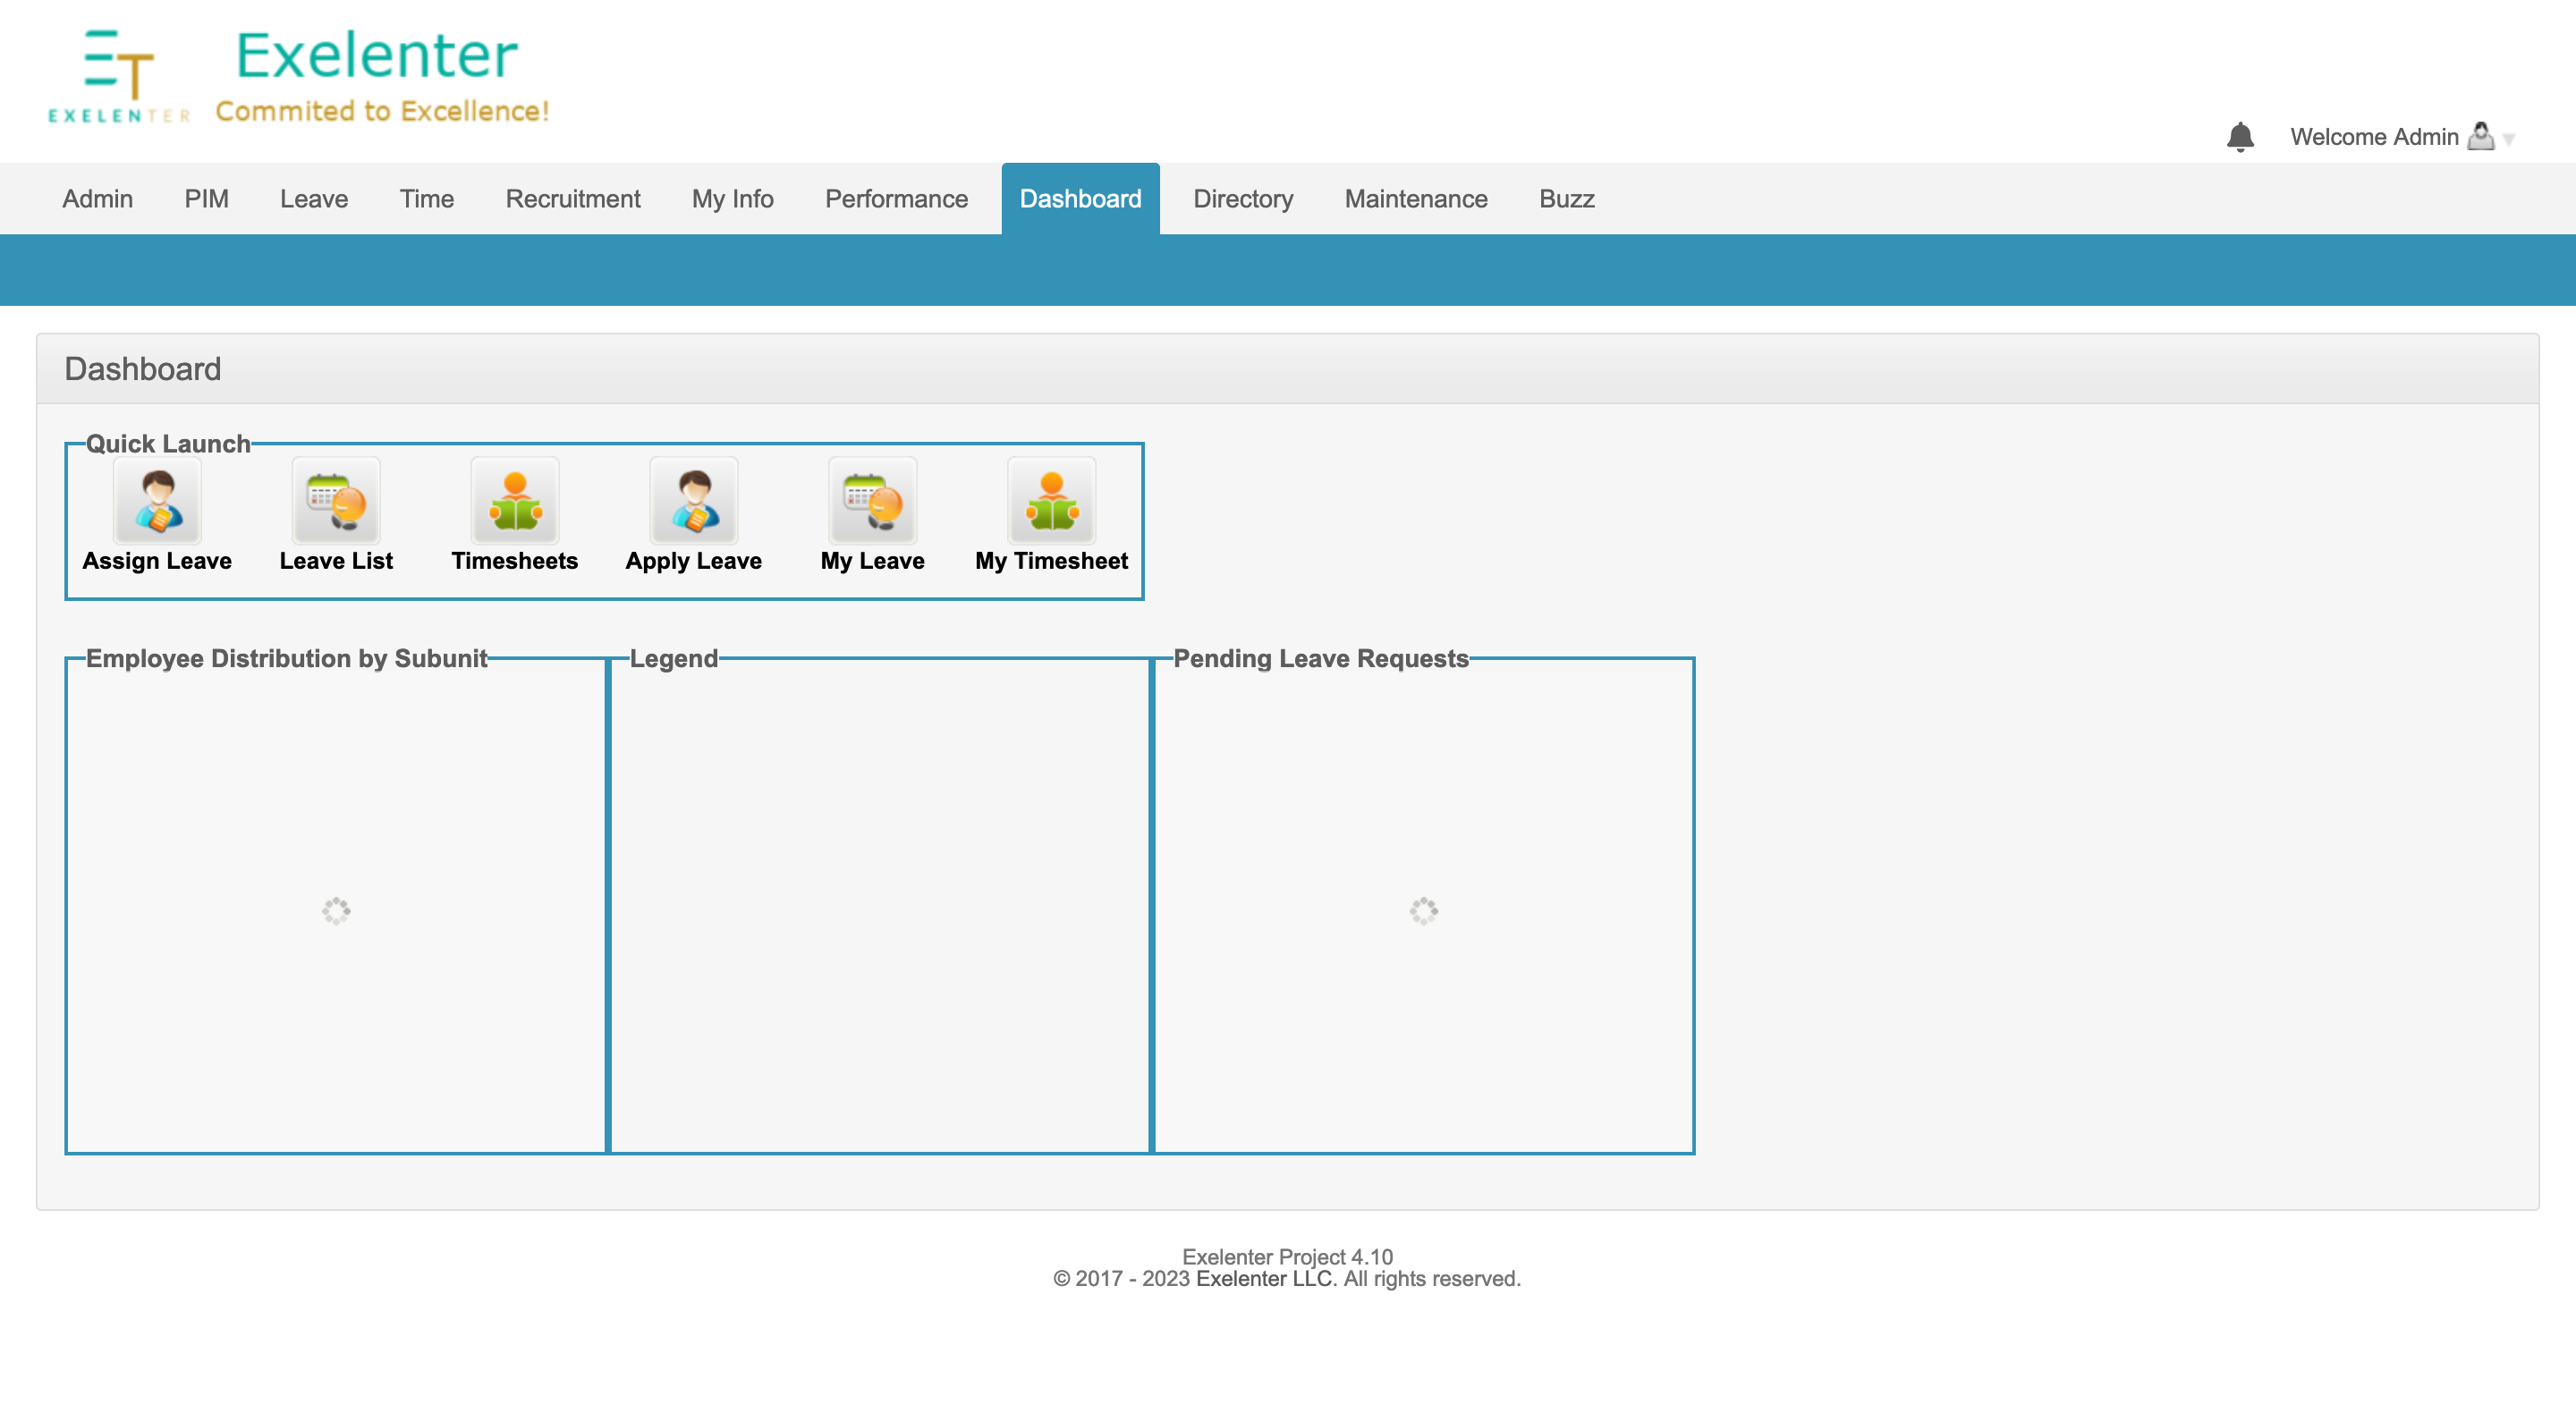 ET
EXELENTER
Exelenter
Commited to Excellence!
Welcome Admin
Admin PIM Leave Time Recruitment My Info Performance Dashboard Directory Maintenance Buzz
Dashboard
Quick Launch
Assign Leave Leave List Timesheets Apply Leave My Leave My Timesheet
Employee Distribution by Subunit Legend Pending Leave Requests
Exelenter Project 4.10
© 2017 - 2023 Exelenter LLC. All rights reserved.